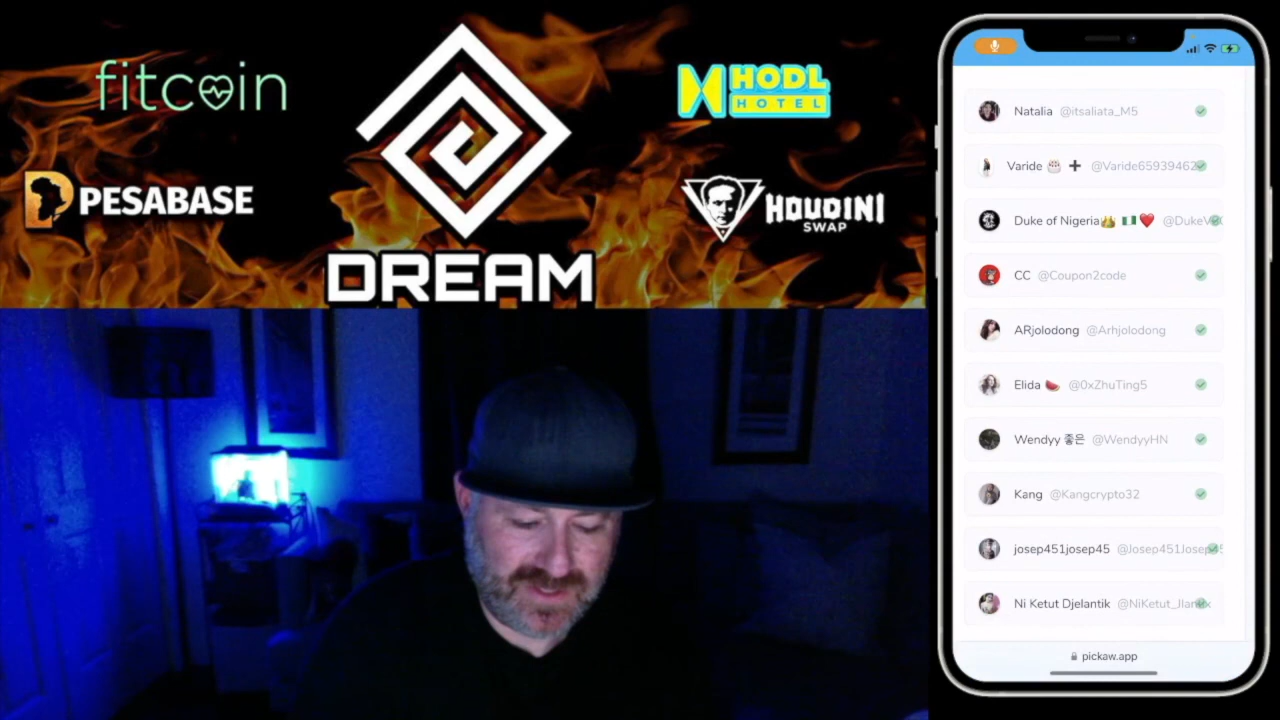 fitcoin
HODL
HOTEL
PESABASE
HOUDINI
SWAP
DREAM
Natalia @itsaliata_M5
Varide @Varide65939462
Duke of Nigeria
CC @Coupon2code
ARjolodong @Arhjolodong
Elida @0xZhuTing5
Wendyy 좋은 @WendyyHN
Kang @Kangcrypto32
josep451josep45
Ni Ketut Djelantik
pickaw.app